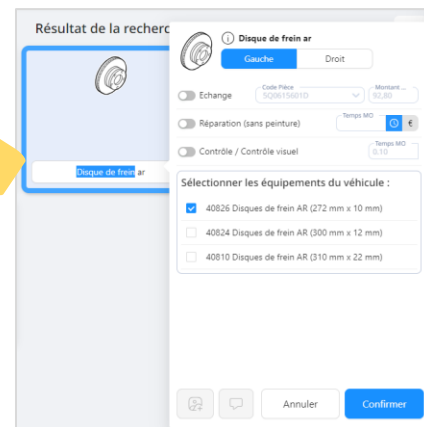 Résultat de la recherc
Disque de frein ar
Gauche Droit
Echange Code Pièce 5Q0615601D Montant ... 92,80
Réparation (sans peinture) Temps MO €
Contrôle / Contrôle visuel Temps MO 0.10
Disque de frein ar
Sélectionner les équipements du véhicule :
40826 Disques de frein AR (272 mm x 10 mm)
40824 Disques de frein AR (300 mm x 12 mm)
40810 Disques de frein AR (310 mm x 22 mm)
Annuler Confirmer